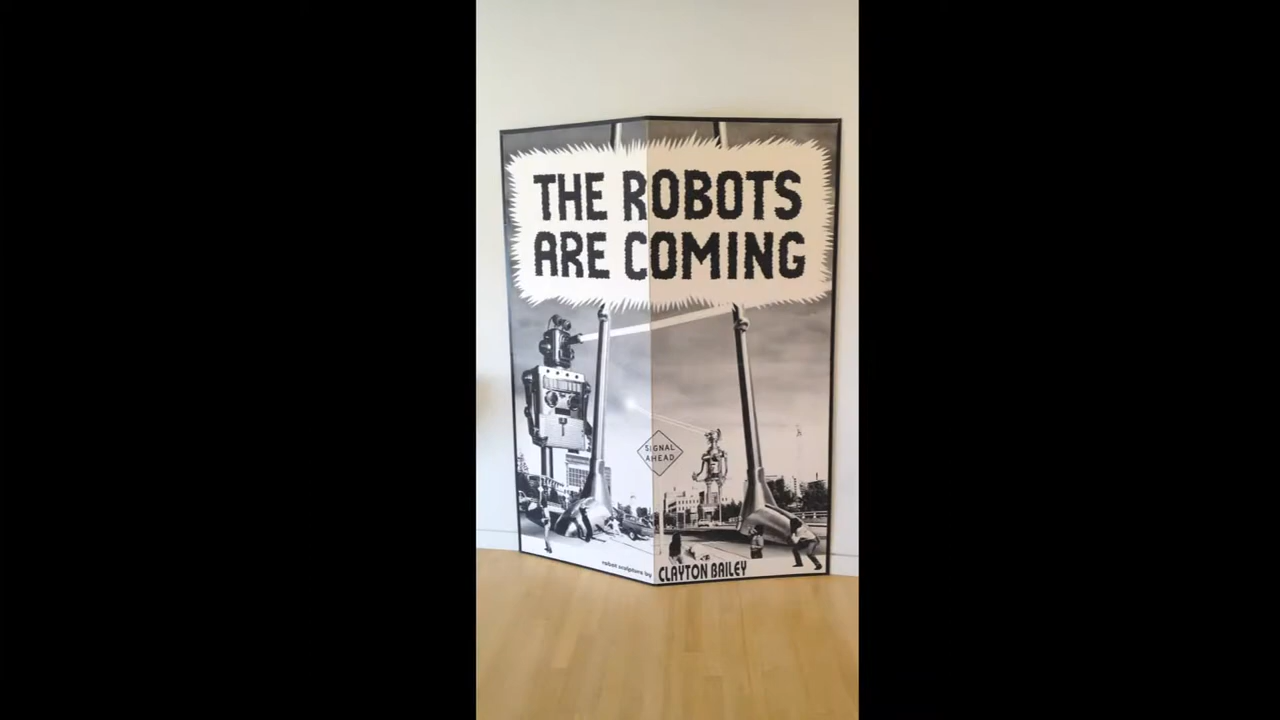 THE ROBOTS
ARE COMING
SIGNAL
AHEAD
robot sculpture by
CLAYTON BAILEY